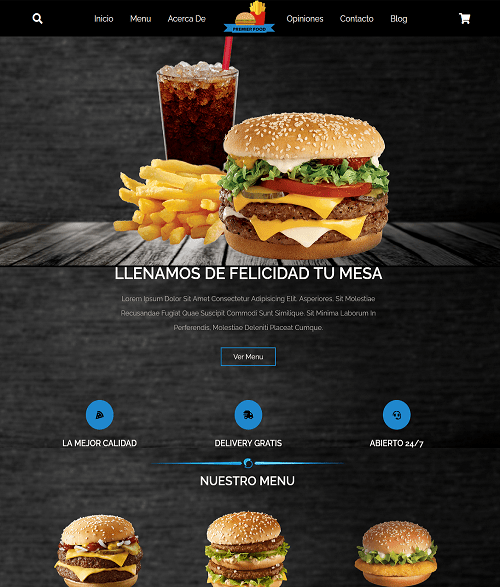 Inicio Menu Acerca De PREMIER FOOD Opiniones Contacto Blog
LLENAMOS DE FELICIDAD TU MESA
Lorem Ipsum Dolor Sit Amet Consectetur Adipisicing Elit. Asperiores, Sit Molestiae
Recusandae Fugiat Quae Suscipit Commodi Sunt Similique. Sit Minima Laborum In
Perferendis, Molestiae Deleniti Placeat Cumque.
Ver Menu
LA MEJOR CALIDAD DELIVERY GRATIS ABIERTO 24/7
NUESTRO MENU